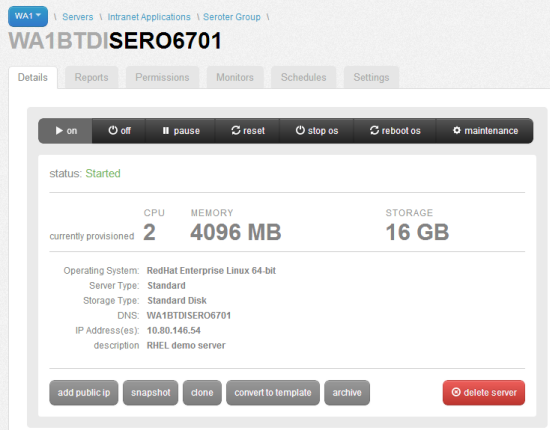 WA1 \ Servers \ Intranet Applications \ Seroter Group \
WA1BTDISERO6701
Details Reports Permissions Monitors Schedules Settings
on off pause reset stop os reboot os maintenance
status: Started
CPU MEMORY STORAGE
currently provisioned 2 4096 MB 16 GB
Operating System: RedHat Enterprise Linux 64-bit
Server Type: Standard
Storage Type: Standard Disk
DNS: WA1BTDISERO6701
IP Address(es): 10.80.146.54
description RHEL demo server
add public ip snapshot clone convert to template archive delete server